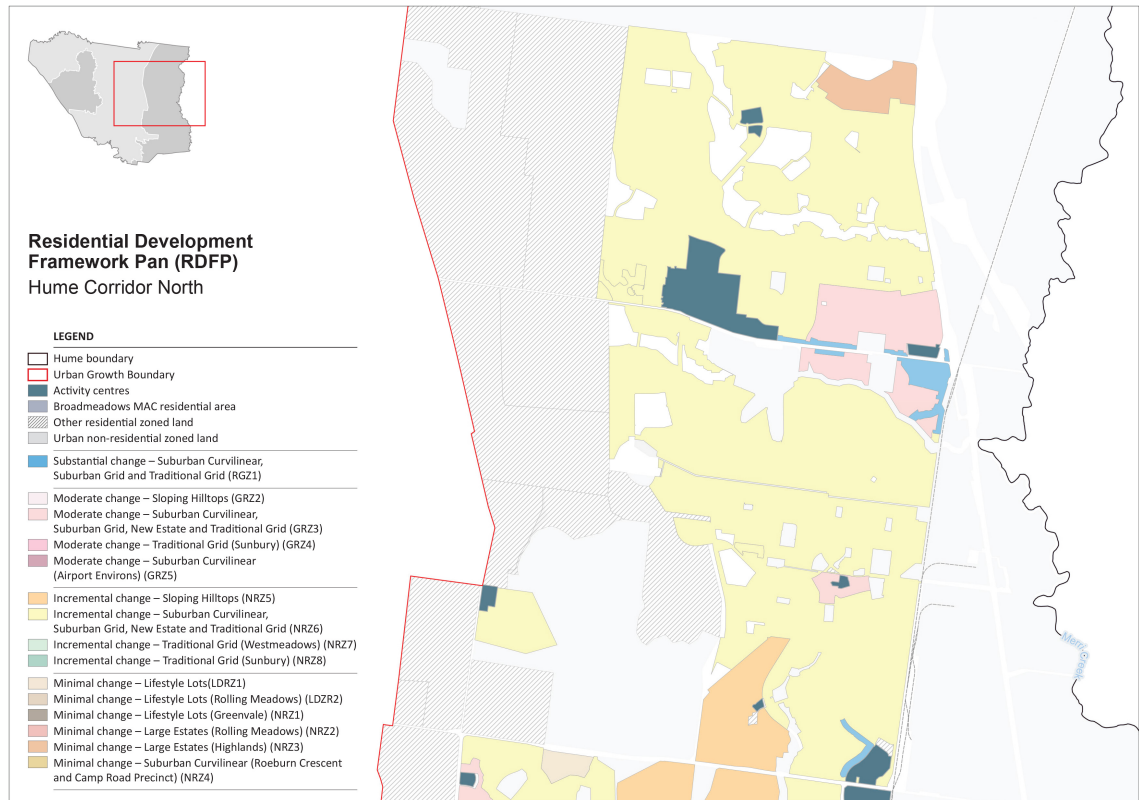 Residential Development
Framework Pan (RDFP)
Hume Corridor North
LEGEND
Hume boundary
Urban Growth Boundary
Activity centres
Broadmeadows MAC residential area
Other residential zoned land
Urban non-residential zoned land
Substantial change – Suburban Curvilinear,
Suburban Grid and Traditional Grid (RGZ1)
Moderate change – Sloping Hilltops (GRZ2)
Moderate change – Suburban Curvilinear,
Suburban Grid, New Estate and Traditional Grid (GRZ3)
Moderate change – Traditional Grid (Sunbury) (GRZ4)
Moderate change – Suburban Curvilinear
(Airport Environs) (GRZ5)
Incremental change – Sloping Hilltops (NRZ5)
Incremental change – Suburban Curvilinear,
Suburban Grid, New Estate and Traditional Grid (NRZ6)
Incremental change – Traditional Grid (Westmeadows) (NRZ7)
Incremental change – Traditional Grid (Sunbury) (NRZ8)
Minimal change – Lifestyle Lots(LDRZ1)
Minimal change – Lifestyle Lots (Rolling Meadows) (LDZR2)
Minimal change – Lifestyle Lots (Greenvale) (NRZ1)
Minimal change – Large Estates (Rolling Meadows) (NRZ2)
Minimal change – Large Estates (Highlands) (NRZ3)
Minimal change – Suburban Curvilinear (Roeburn Crescent
and Camp Road Precinct) (NRZ4)
Merri Creek